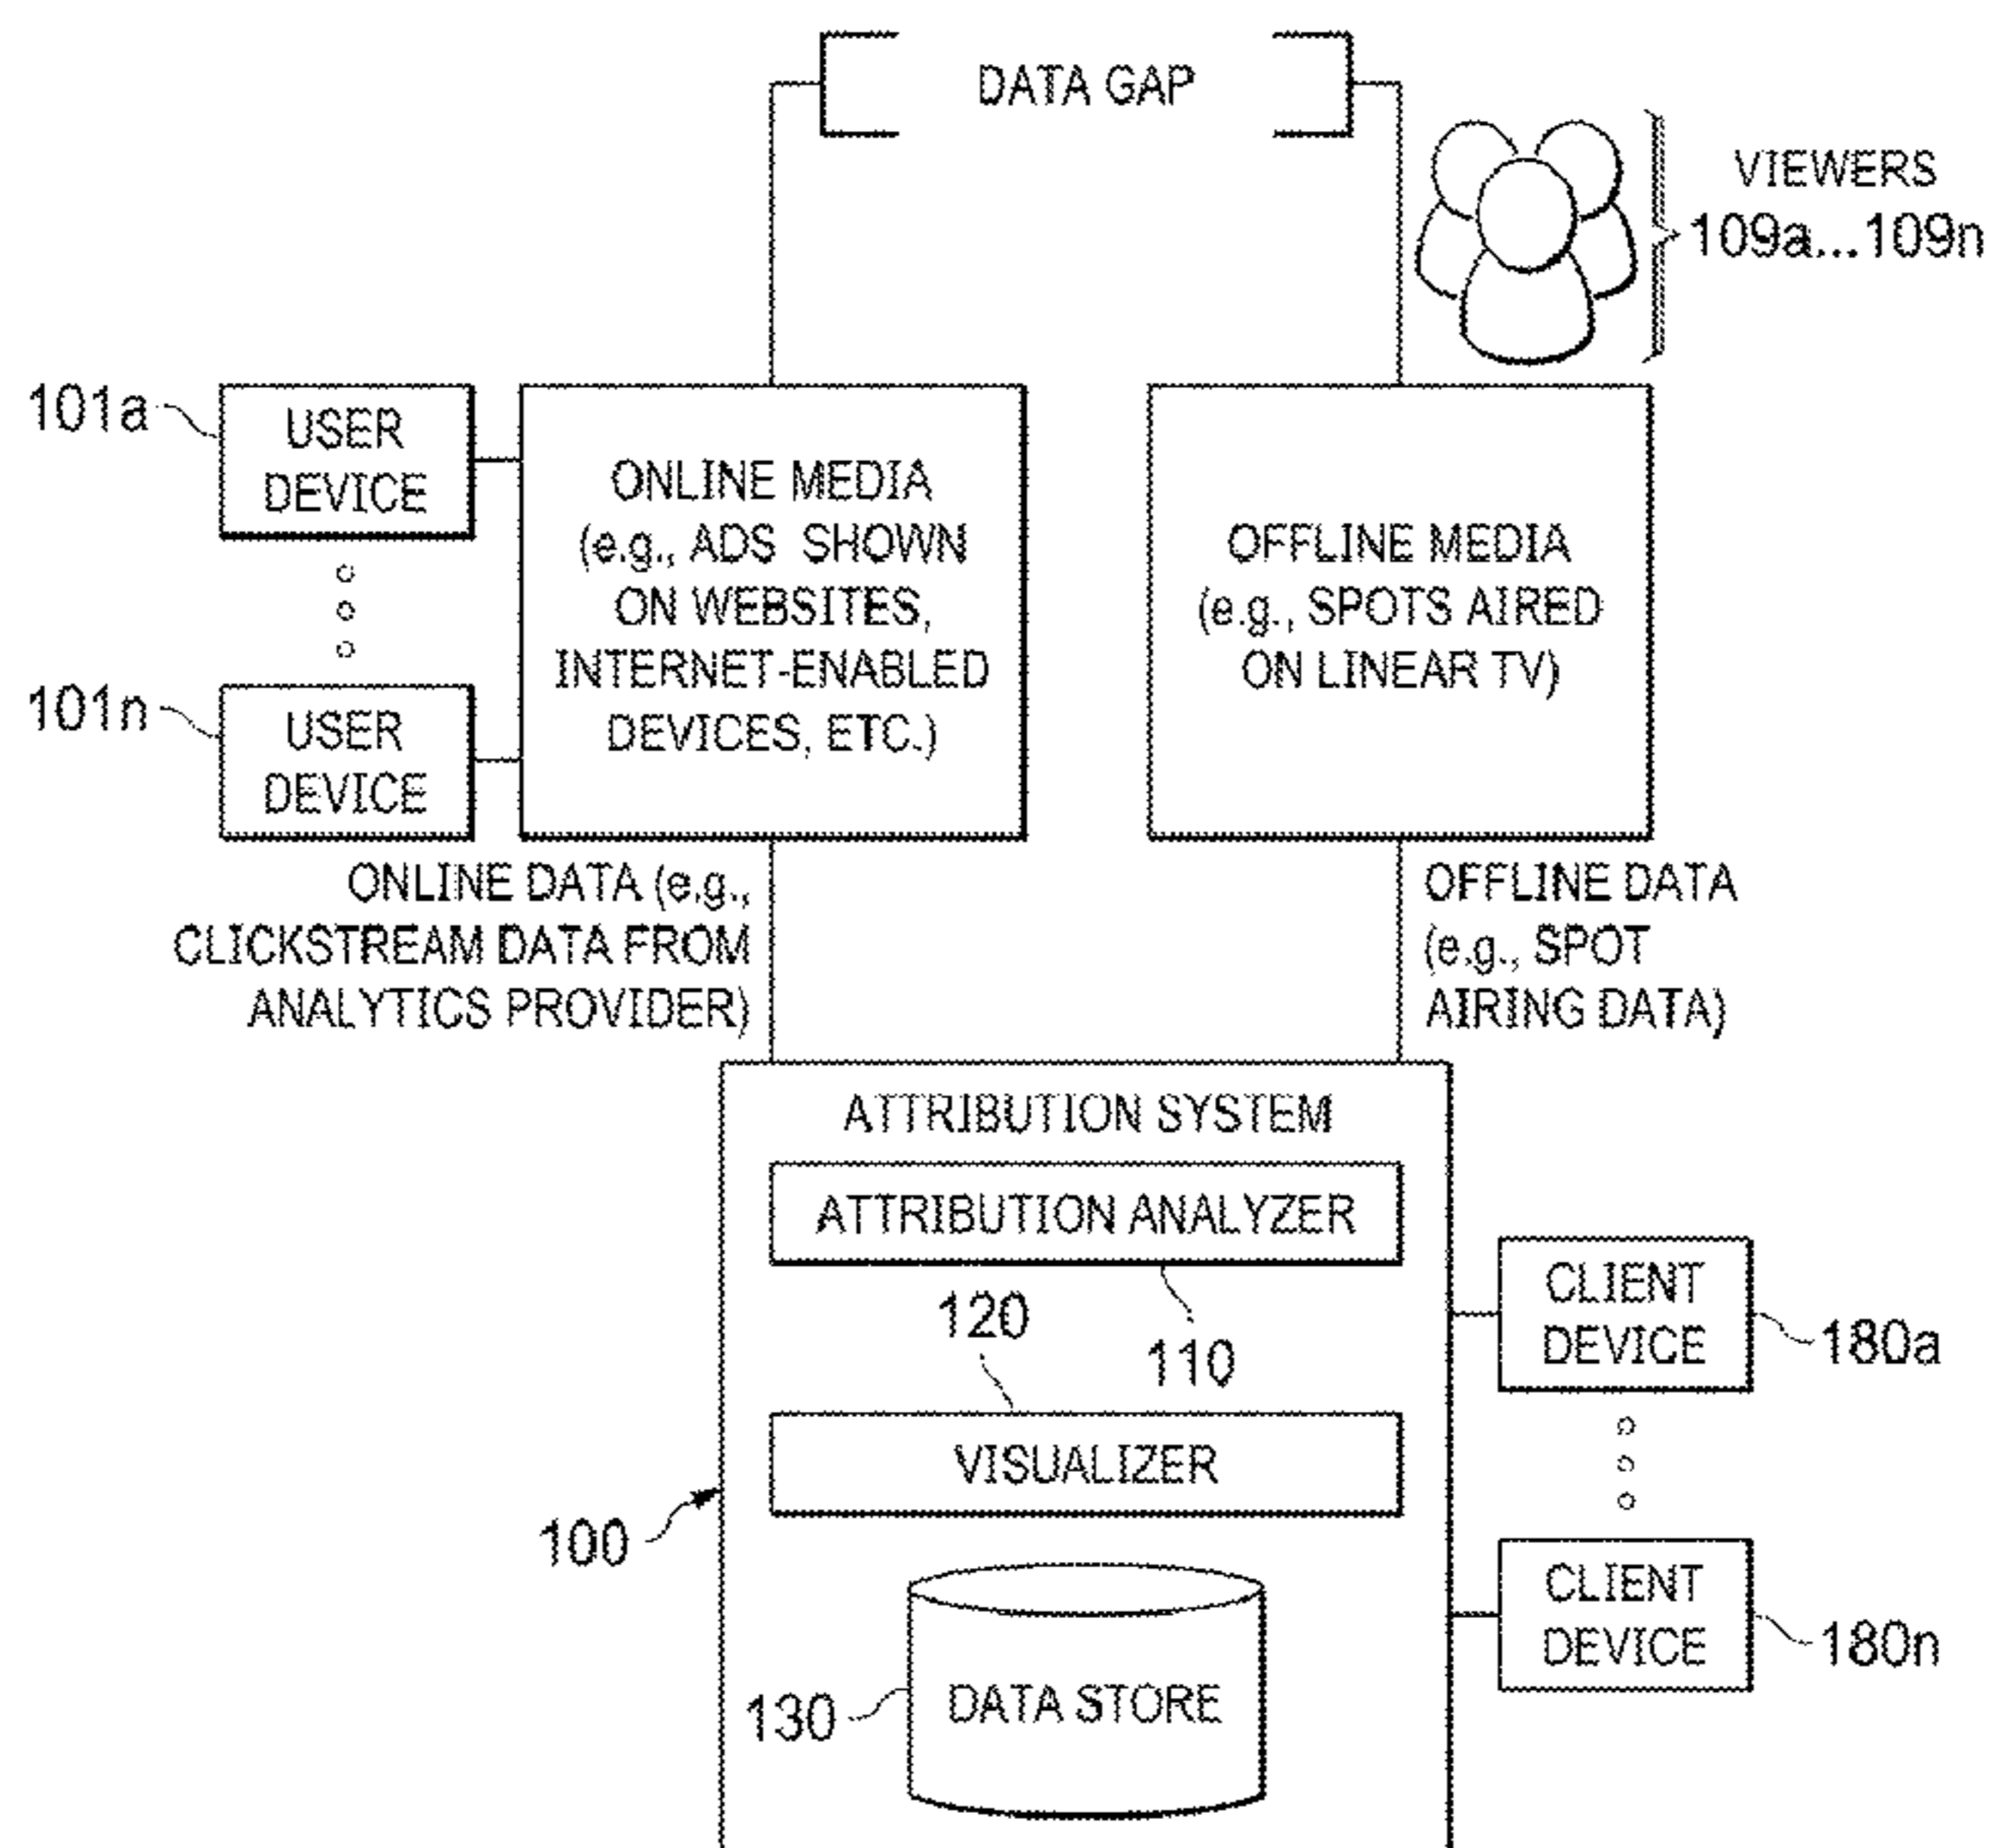 DATA GAP
VIEWERS
109a...109n
101a
USER
DEVICE
101n
USER
DEVICE
ONLINE MEDIA
(e.g., ADS SHOWN
ON WEBSITES,
INTERNET-ENABLED
DEVICES, ETC.)
OFFLINE MEDIA
(e.g., SPOTS AIRED
ON LINEAR TV)
ONLINE DATA (e.g.,
CLICKSTREAM DATA FROM
ANALYTICS PROVIDER)
OFFLINE DATA
(e.g., SPOT
AIRING DATA)
ATTRIBUTION SYSTEM
ATTRIBUTION ANALYZER
120
110
VISUALIZER
100
130
DATA STORE
CLIENT
DEVICE
180a
CLIENT
DEVICE
180n